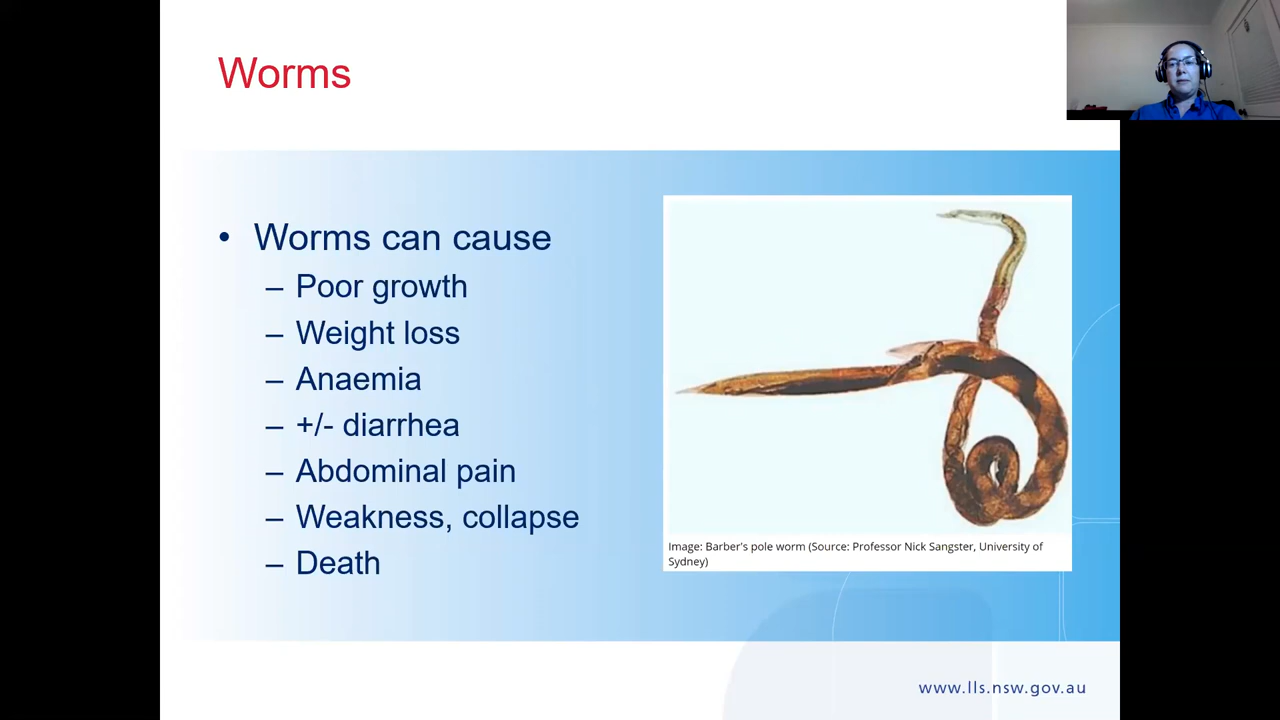 Worms
• Worms can cause
– Poor growth
– Weight loss
– Anaemia
– +/- diarrhea
– Abdominal pain
– Weakness, collapse
– Death
Image: Barber's pole worm (Source: Professor Nick Sangster, University of
Sydney)
www.lls.nsw.gov.au